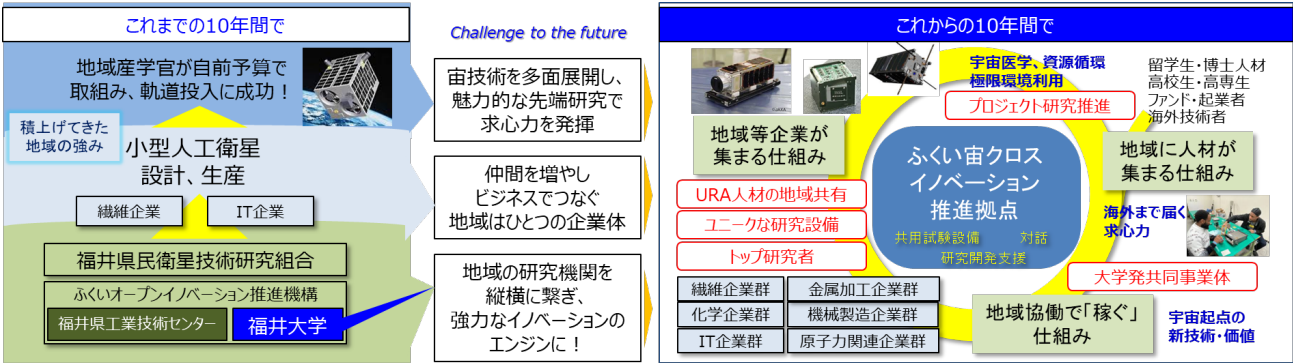 これまでの10年間で
地域産学官が自前予算で
取組み、軌道投入に成功！
積上げてきた
地域の強み
小型人工衛星
設計、生産
繊維企業
IT企業
福井県民衛星技術研究組合
ふくいオープンイノベーション推進機構
福井県工業技術センター
福井大学
Challenge to the future
宙技術を多面展開し、
魅力的な先端研究で
求心力を発揮
仲間を増やし
ビジネスでつなぐ
地域はひとつの企業体
地域の研究機関を
縦横に繋ぎ、
強力なイノベーションの
エンジンに！
これからの10年間で
宇宙医学、資源循環
極限環境利用
プロジェクト研究推進
留学生・博士人材
高校生・高専生
ファンド・起業者
海外技術者
地域等企業が
集まる仕組み
地域に人材が
集まる仕組み
ふくい宙クロス
イノベーション
推進拠点
共用試験設備
対話
研究開発支援
URA人材の地域共有
ユニークな研究設備
トップ研究者
海外まで届く
求心力
大学発共同事業体
繊維企業群
金属加工企業群
化学企業群
機械製造企業群
IT企業群
原子力関連企業群
地域協働で「稼ぐ」
仕組み
宇宙起点の
新技術・価値